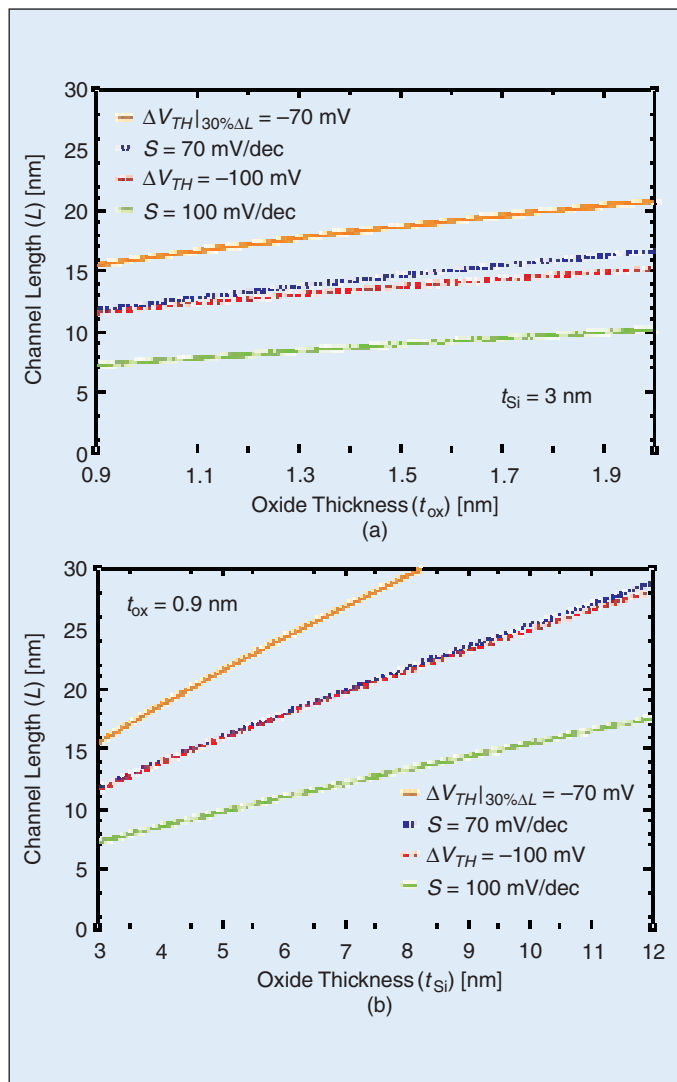 30
25
20
15
10
5
0
Channel Length (L) [nm]
ΔV_TH|_30%ΔL = –70 mV
S = 70 mV/dec
ΔV_TH = –100 mV
S = 100 mV/dec
t_Si = 3 nm
0.9 1.1 1.3 1.5 1.7 1.9
Oxide Thickness (t_ox) [nm]
(a)
30
25
20
15
10
5
0
Channel Length (L) [nm]
t_ox = 0.9 nm
ΔV_TH|_30%ΔL = –70 mV
S = 70 mV/dec
ΔV_TH = –100 mV
S = 100 mV/dec
3 4 5 6 7 8 9 10 11 12
Oxide Thickness (t_Si) [nm]
(b)